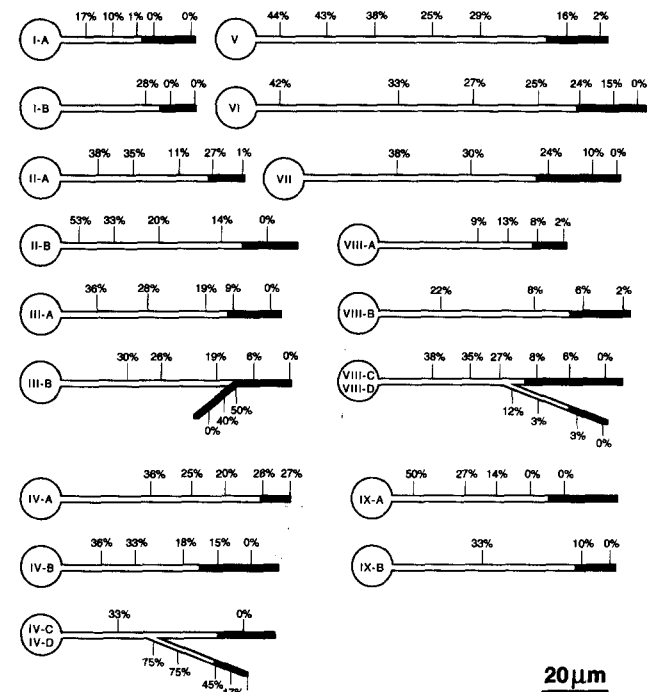 17% 10% 1% 0% 0%
I-A
44% 43% 38% 25% 29% 16% 2%
V
28% 0% 0%
I-B
42% 33% 27% 25% 24% 15% 0%
VI
38% 35% 11% 27% 1%
II-A
38% 30% 24% 10% 0%
VII
53% 33% 20% 14% 0%
II-B
9% 13% 8% 2%
VIII-A
36% 28% 19% 9% 0%
III-A
22% 8% 6% 2%
VIII-B
30% 26% 19% 6% 0%
III-B
50%
40%
0%
38% 35% 27% 8% 6% 0%
VIII-C
VIII-D
12%
3%
3%
0%
36% 25% 20% 28% 27%
IV-A
50% 27% 14% 0% 0%
IX-A
36% 33% 18% 15% 0%
IV-B
33% 10% 0%
IX-B
33% 0%
IV-C
IV-D
75%
75%
45%
20μm